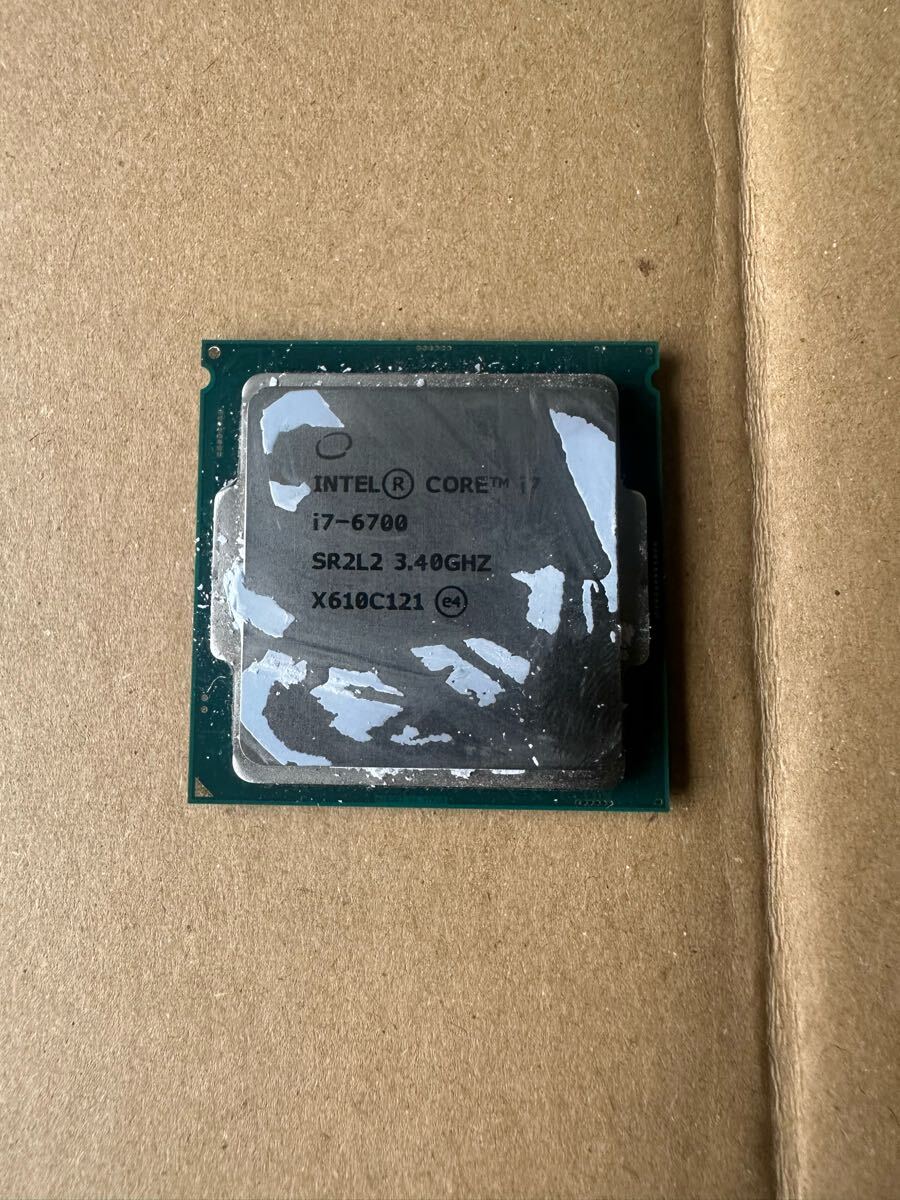 INTEL® CORE™ i7
i7-6700
SR2L2 3.40GHZ
X610C121 e4